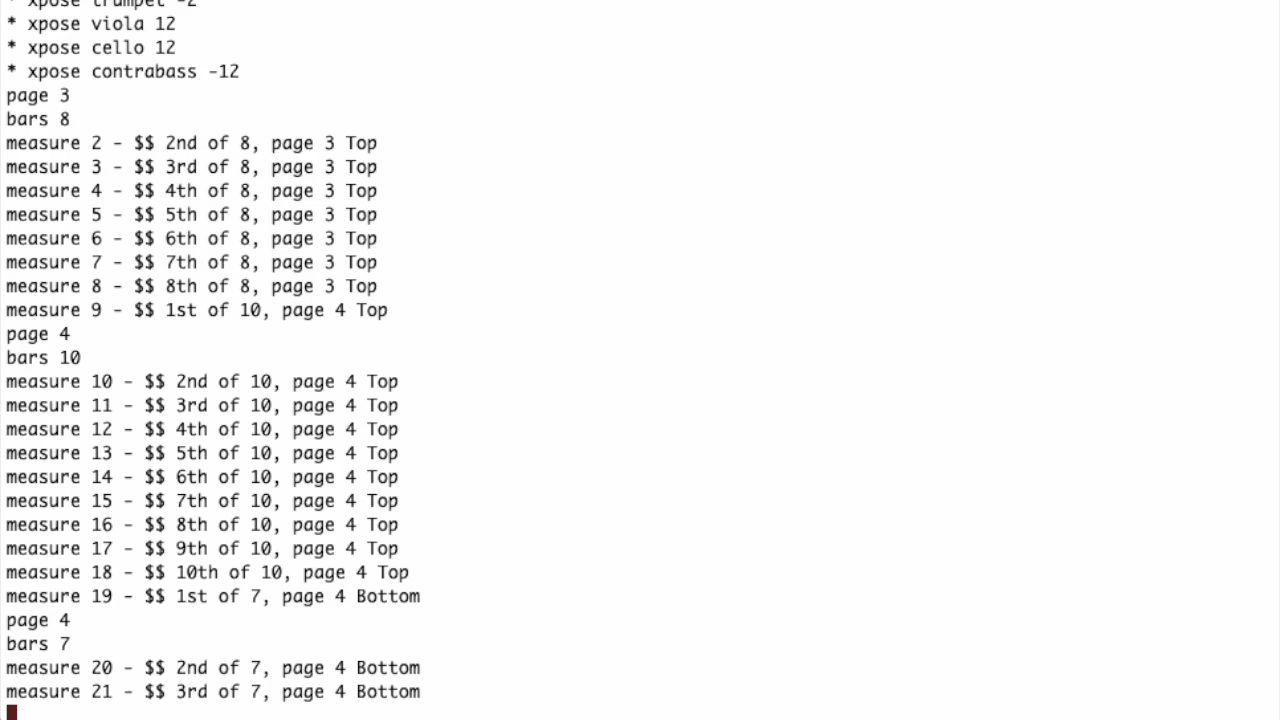 * xpose trumpet -2
* xpose viola 12
* xpose cello 12
* xpose contrabass -12
page 3
bars 8
measure 2 - $$ 2nd of 8, page 3 Top
measure 3 - $$ 3rd of 8, page 3 Top
measure 4 - $$ 4th of 8, page 3 Top
measure 5 - $$ 5th of 8, page 3 Top
measure 6 - $$ 6th of 8, page 3 Top
measure 7 - $$ 7th of 8, page 3 Top
measure 8 - $$ 8th of 8, page 3 Top
measure 9 - $$ 1st of 10, page 4 Top
page 4
bars 10
measure 10 - $$ 2nd of 10, page 4 Top
measure 11 - $$ 3rd of 10, page 4 Top
measure 12 - $$ 4th of 10, page 4 Top
measure 13 - $$ 5th of 10, page 4 Top
measure 14 - $$ 6th of 10, page 4 Top
measure 15 - $$ 7th of 10, page 4 Top
measure 16 - $$ 8th of 10, page 4 Top
measure 17 - $$ 9th of 10, page 4 Top
measure 18 - $$ 10th of 10, page 4 Top
measure 19 - $$ 1st of 7, page 4 Bottom
page 4
bars 7
measure 20 - $$ 2nd of 7, page 4 Bottom
measure 21 - $$ 3rd of 7, page 4 Bottom